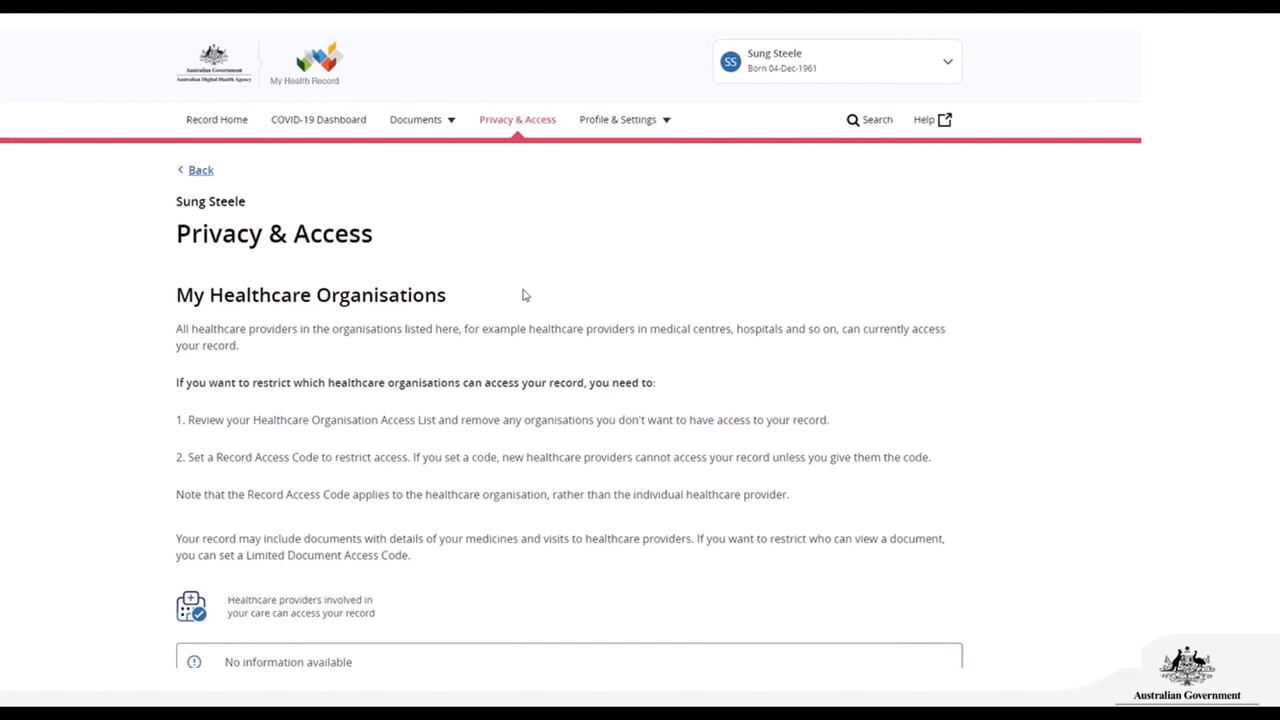 Australian Government
Australian Digital Health Agency
My Health Record
SS
Sung Steele
Born 04-Dec-1961
Record Home
COVID-19 Dashboard
Documents
Privacy & Access
Profile & Settings
Search
Help
Back
Sung Steele
Privacy & Access
My Healthcare Organisations
All healthcare providers in the organisations listed here, for example healthcare providers in medical centres, hospitals and so on, can currently access
your record.
If you want to restrict which healthcare organisations can access your record, you need to:
1. Review your Healthcare Organisation Access List and remove any organisations you don't want to have access to your record.
2. Set a Record Access Code to restrict access. If you set a code, new healthcare providers cannot access your record unless you give them the code.
Note that the Record Access Code applies to the healthcare organisation, rather than the individual healthcare provider.
Your record may include documents with details of your medicines and visits to healthcare providers. If you want to restrict who can view a document,
you can set a Limited Document Access Code.
Healthcare providers involved in
your care can access your record
No information available
Australian Government